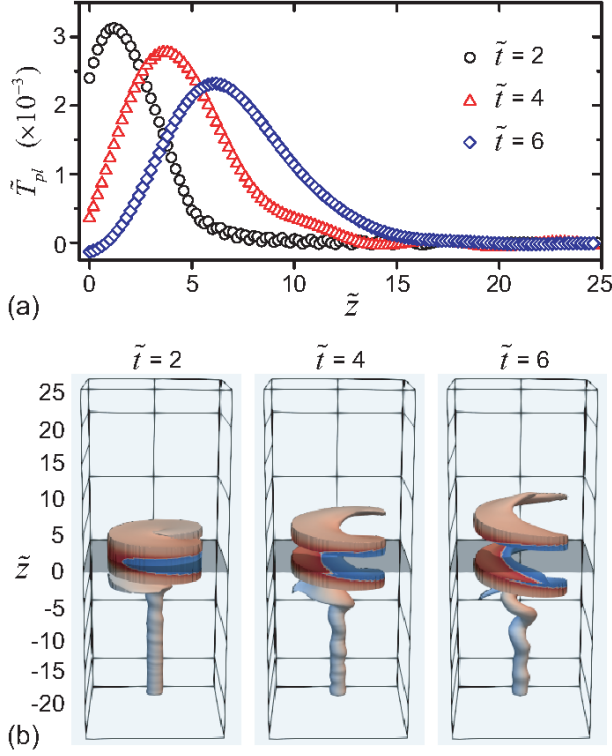 3
2
1
0
T̃pl (×10⁻³)
t̃ = 2
t̃ = 4
t̃ = 6
0 5 10 15 20 25
z̃
(a)
t̃ = 2 t̃ = 4 t̃ = 6
25
20
15
10
5
0
-5
-10
-15
-20
z̃
(b)